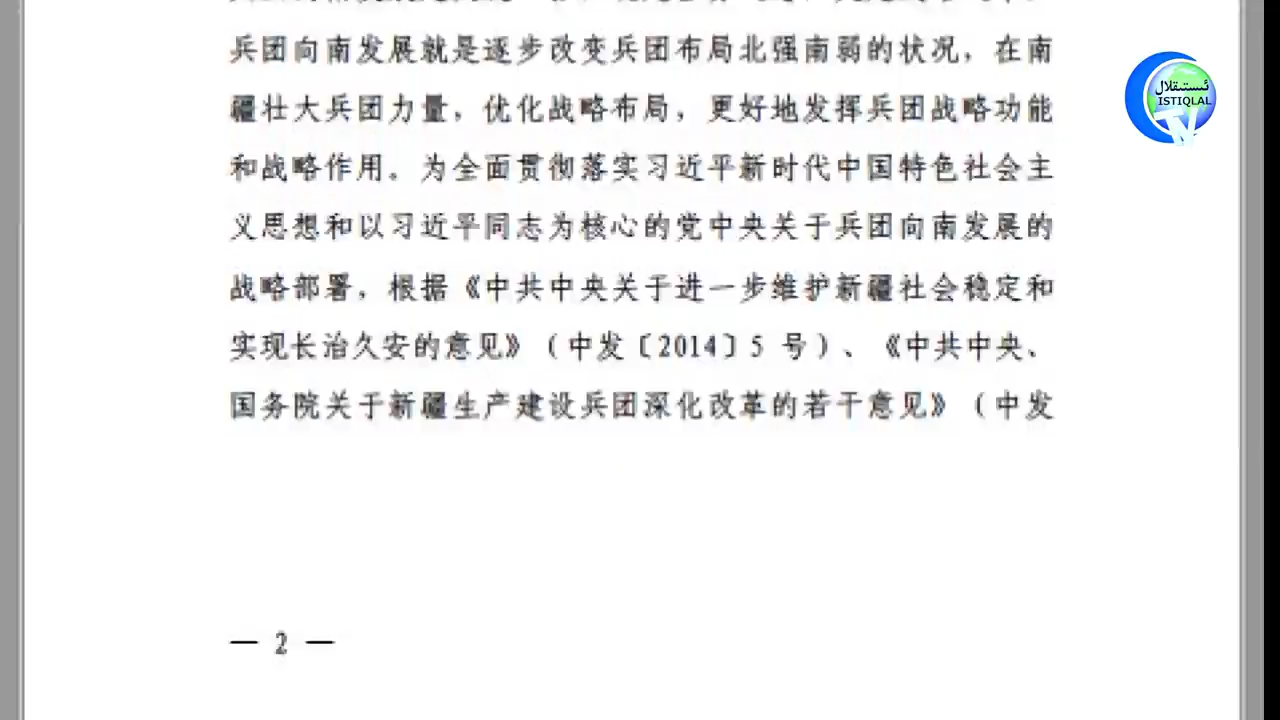 兵团向南发展就是逐步改变兵团布局北强南弱的状况，在南
疆壮大兵团力量，优化战略布局，更好地发挥兵团战略功能
和战略作用。为全面贯彻落实习近平新时代中国特色社会主
义思想和以习近平同志为核心的党中央关于兵团向南发展的
战略部署，根据《中共中央关于进一步维护新疆社会稳定和
实现长治久安的意见》（中发〔2014〕5 号）、《中共中央、
国务院关于新疆生产建设兵团深化改革的若干意见》（中发
— 2 —
ئىستىقلال
ISTIQLAL
TV